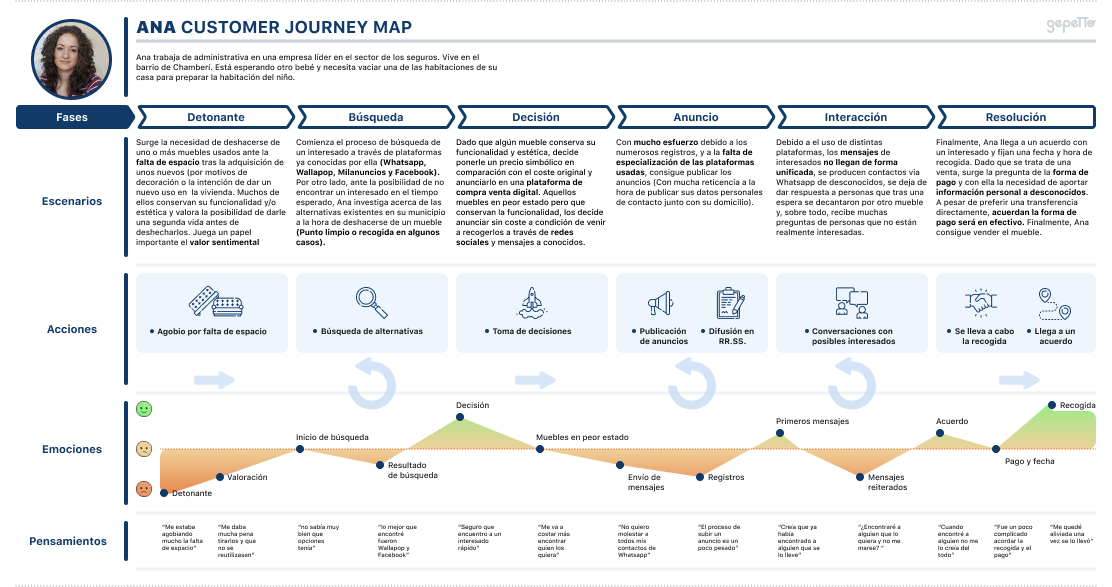 ANA CUSTOMER JOURNEY MAP
gepeTTo
Ana trabaja de administrativa en una empresa líder en el sector de los seguros. Vive en el
barrio de Chamberí. Está esperando otro bebé y necesita vaciar una de las habitaciones de su
casa para preparar la habitación del niño.
Fases
Detonante
Búsqueda
Decisión
Anuncio
Interacción
Resolución
Escenarios
Surge la necesidad de deshacerse de
uno o más muebles usados ante la
falta de espacio tras la adquisición de
unos nuevos (por motivos de
decoración o la intención de dar un
nuevo uso en la vivienda. Muchos de
ellos conservan su funcionalidad y/o
estética y valora la posibilidad de darle
una segunda vida antes de
desecharlos. Juega un papel
importante el valor sentimental
Comienza el proceso de búsqueda de
un interesado a través de plataformas
ya conocidas por ella (Whatsapp,
Wallapop, Milanuncios y Facebook).
Por otro lado, ante la posibilidad de no
encontrar un interesado en el tiempo
esperado, Ana investiga acerca de las
alternativas existentes en su municipio
a la hora de deshacerse de un mueble
(Punto limpio o recogida en algunos
casos).
Dado que algún mueble conserva su
funcionalidad y estética, decide
ponerle un precio simbólico en
comparación con el coste original y
anunciarlo en una plataforma de
compra venta digital. Aquellos
muebles en peor estado pero que
conservan la funcionalidad, los decide
anunciar sin coste a condición de venir
a recogerlos a través de redes
sociales y mensajes a conocidos.
Con mucho esfuerzo debido a los
numerosos registros, y a la falta de
especialización de las plataformas
usadas, consigue publicar los
anuncios (Con mucha reticencia a la
hora de publicar sus datos personales
de contacto junto con su domicilio).
Debido a el uso de distintas
plataformas, los mensajes de
interesados no llegan de forma
unificada, se producen contactos vía
Whatsapp de desconocidos, se deja de
dar respuesta a personas que tras una
espera se decantaron por otro mueble
y, sobre todo, recibe muchas
preguntas de personas que no están
realmente interesadas.
Finalmente, Ana llega a un acuerdo con
un interesado y fijan fecha y hora de
recogida. Dado que se trata de una
venta, surge la pregunta de la forma de
pago y con ella la necesidad de aportar
información personal a desconocidos.
A pesar de preferir una transferencia
directamente, acuerdan la forma de
pago será en efectivo. Finalmente, Ana
consigue vender el mueble.
Acciones
Agobio por falta de espacio
Búsqueda de alternativas
Toma de decisiones
Publicación
de anuncios
Difusión en
RR.SS.
Conversaciones con
posibles interesados
Se lleva a cabo
la recogida
Llega a un
acuerdo
Emociones
Detonante
Valoración
Inicio de búsqueda
Resultado
de búsqueda
Decisión
Muebles en peor estado
Envío de
mensajes
Registros
Primeros mensajes
Mensajes
reiterados
Acuerdo
Pago y fecha
Recogida
Pensamientos
"Me estaba
agobiando
mucho la falta
de espacio"
"Me daba
mucha pena
tirarlos y que
no se
reutilizasen"
"no sabía muy
bien que
opciones
tenía"
"lo mejor que
encontré
fueron
Wallapop y
Facebook"
"Seguro que
encuentro a un
interesado
rápido"
"Me va a
costar más
encontrar
quien los
quiera"
"No quiero
molestar a
todos mis
contactos de
Whatsapp"
"El proceso de
subir un
anuncio es un
poco pesado"
"Creía que ya
había
encontrado a
alguien que se
lo lleve"
"¿Encontraré a
alguien que lo
quiera y no me
maree? "
"Cuando
encontré a
alguien no me
lo creía del
todo"
"Fue un poco
complicado
acordar la
recogida y el
pago"
"Me quedé
aliviada una
vez se lo llevó"